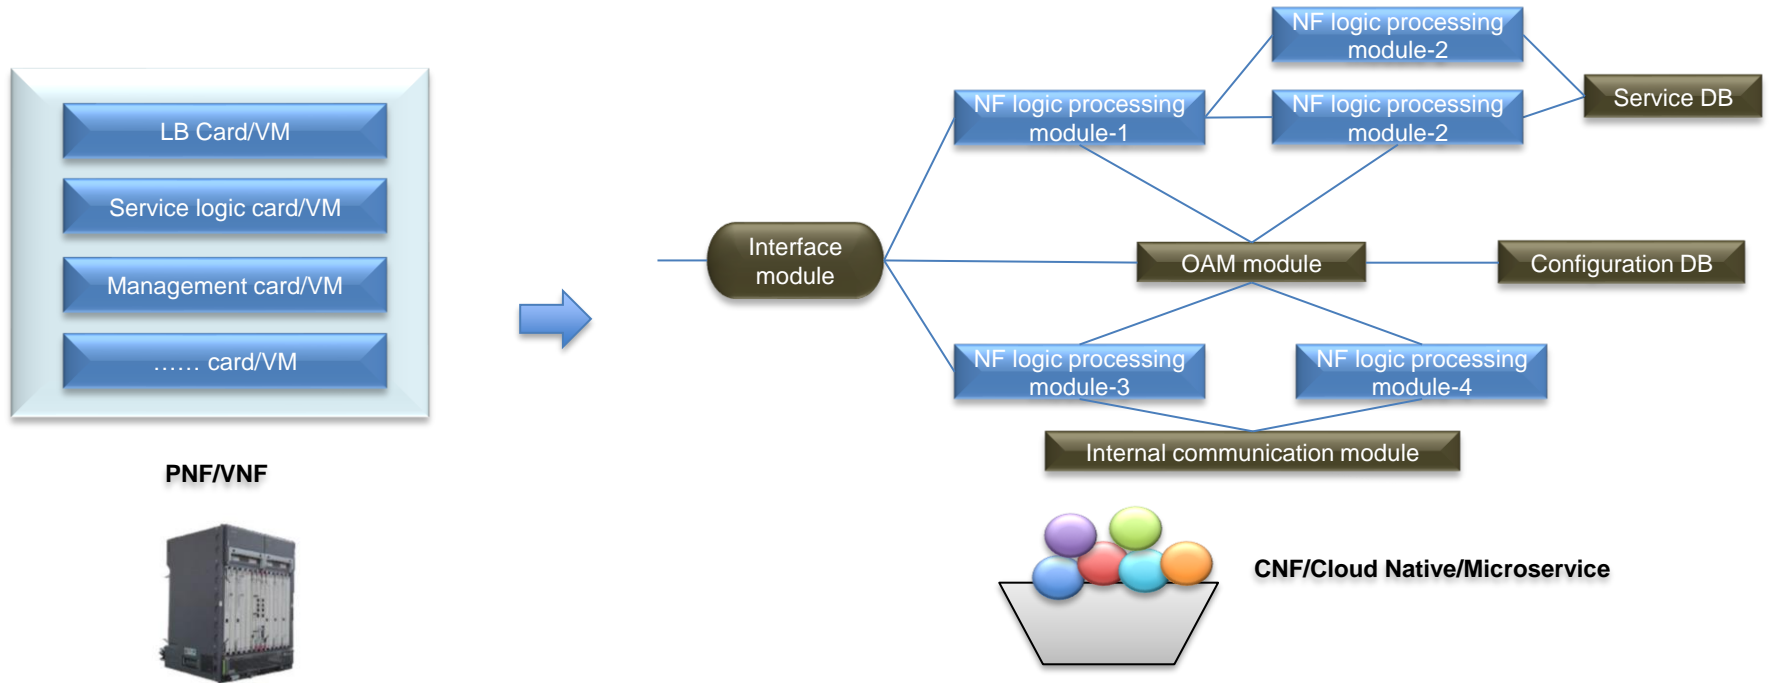 LB Card/VM
Service logic card/VM
Management card/VM
…… card/VM
PNF/VNF
Interface
module
NF logic processing
module-1
NF logic processing
module-2
NF logic processing
module-2
Service DB
OAM module
Configuration DB
NF logic processing
module-3
NF logic processing
module-4
Internal communication module
CNF/Cloud Native/Microservice